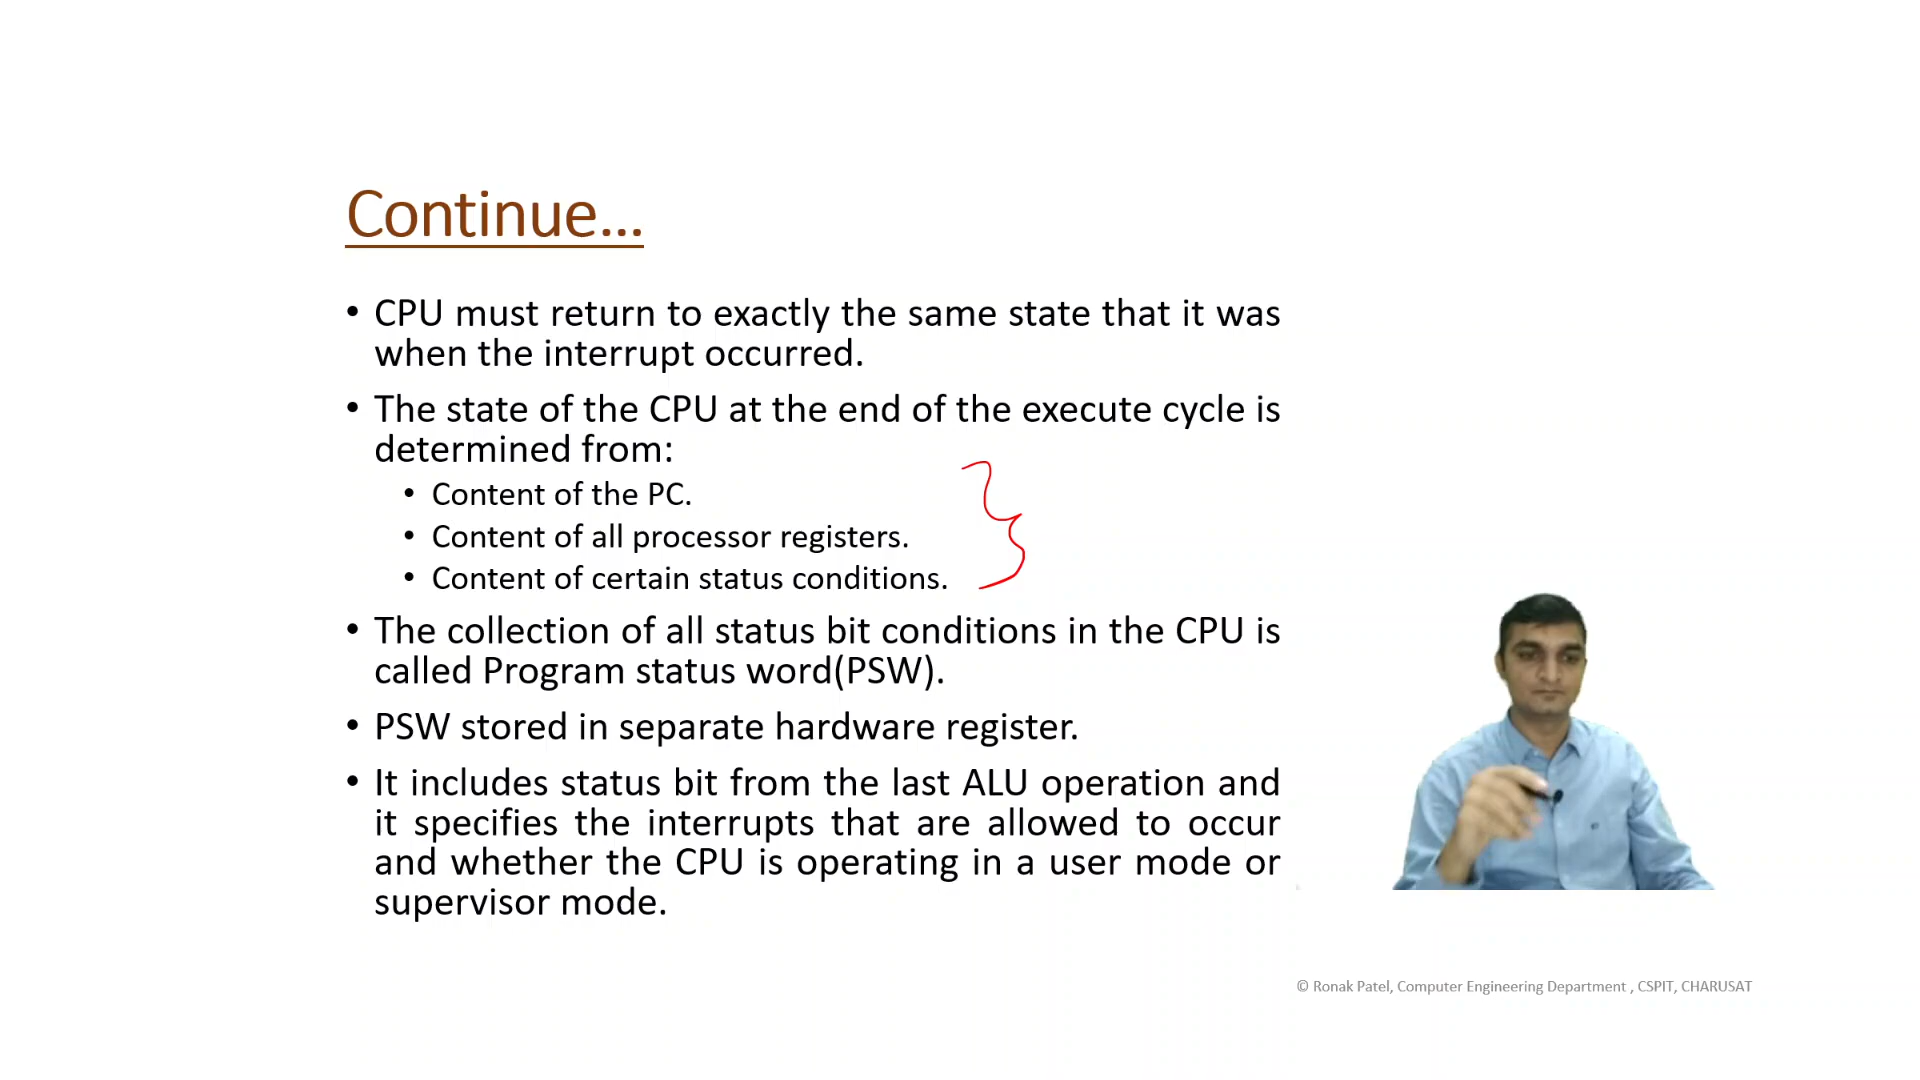 Continue...
• CPU must return to exactly the same state that it was
when the interrupt occurred.
• The state of the CPU at the end of the execute cycle is
determined from:
• Content of the PC.
• Content of all processor registers.
• Content of certain status conditions.
• The collection of all status bit conditions in the CPU is
called Program status word(PSW).
• PSW stored in separate hardware register.
• It includes status bit from the last ALU operation and
it specifies the interrupts that are allowed to occur
and whether the CPU is operating in a user mode or
supervisor mode.
© Ronak Patel, Computer Engineering Department , CSPIT, CHARUSAT